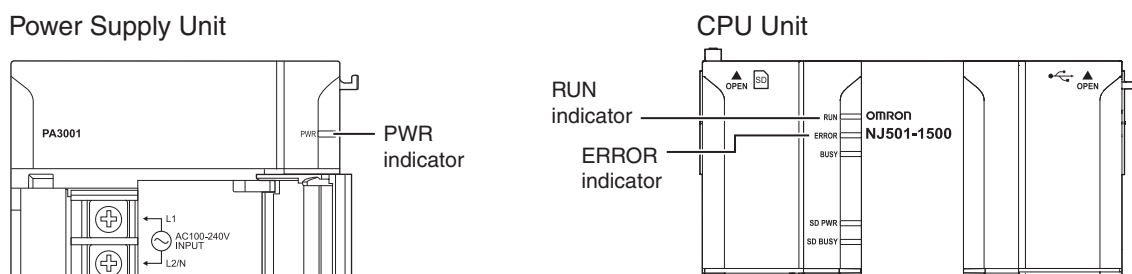 Power Supply Unit
PA3001
PWR
PWR
indicator
L1
AC100-240V
INPUT
L2/N
CPU Unit
OPEN
SD
OPEN
RUN
indicator
ERROR
indicator
RUN
ERROR
BUSY
OMRON
NJ501-1500
SD PWR
SD BUSY